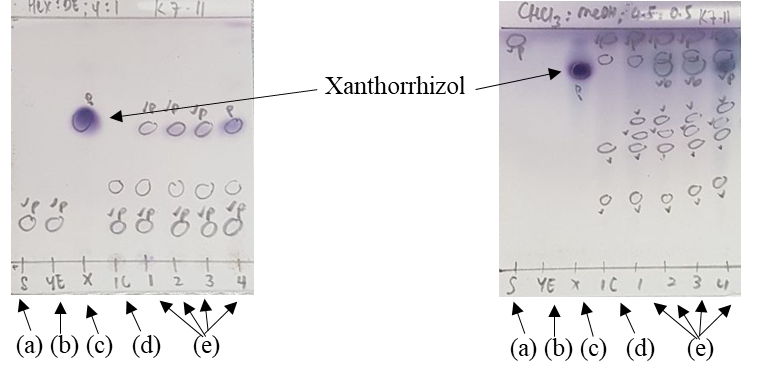 Hex:DE; 4:1 K7-11
CHCl3: MeOH; 9.5:0.5 K7-11
Xanthorrhizol
S YE X 1C 1 2 3 4
S YE X 1C 1 2 3 4
(a) (b) (c) (d) (e)
(a) (b) (c) (d) (e)